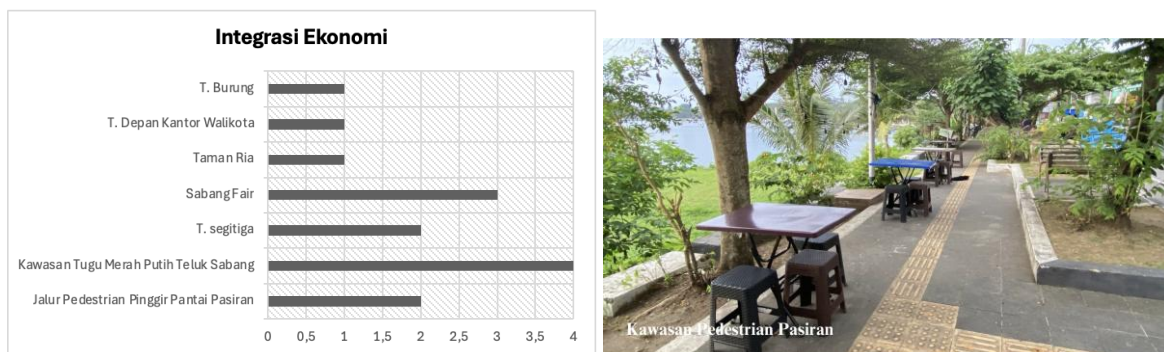 Integrasi Ekonomi
T. Burung
T. Depan Kantor Walikota
Taman Ria
Sabang Fair
T. segitiga
Kawasan Tugu Merah Putih Teluk Sabang
Jalur Pedestrian Pinggir Pantai Pasiran
0 0,5 1 1,5 2 2,5 3 3,5 4
Kawasan Pedestrian Pasiran